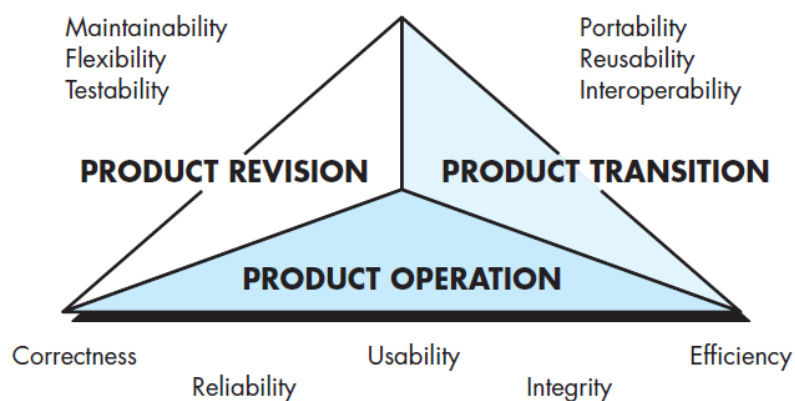 Maintainability
Flexibility
Testability
Portability
Reusability
Interoperability
PRODUCT REVISION
PRODUCT TRANSITION
PRODUCT OPERATION
Correctness
Usability
Efficiency
Reliability
Integrity